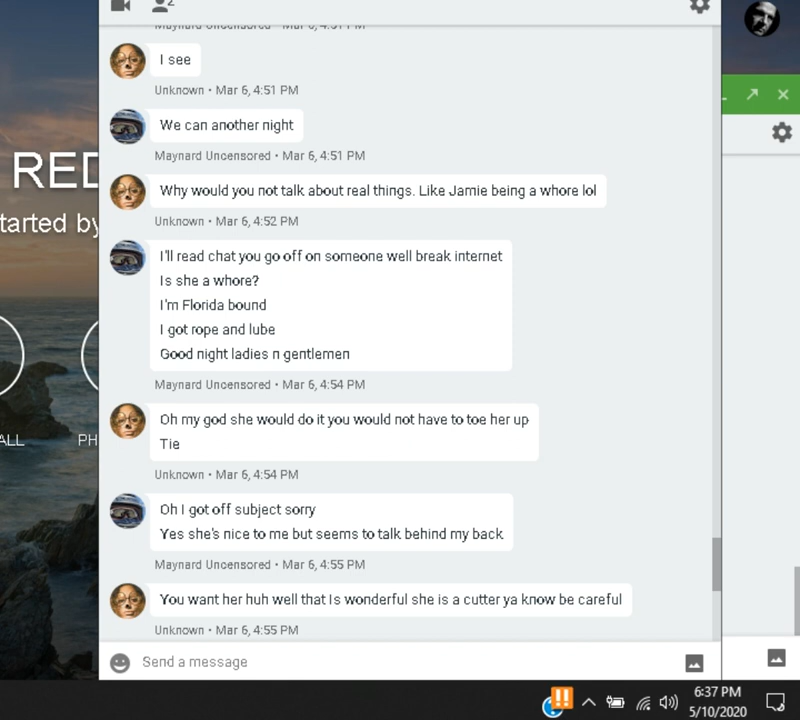 2
Maynard Uncensored • Mar 6, 4:51 PM
I see
Unknown • Mar 6, 4:51 PM
We can another night
Maynard Uncensored • Mar 6, 4:51 PM
RED
Why would you not talk about real things. Like Jamie being a whore lol
tarted by
Unknown • Mar 6, 4:52 PM
I'll read chat you go off on someone well break internet
Is she a whore?
I'm Florida bound
I got rope and lube
Good night ladies n gentlemen
Maynard Uncensored • Mar 6, 4:54 PM
Oh my god she would do it you would not have to toe her up
Tie
ALL
PH
Unknown • Mar 6, 4:54 PM
Oh I got off subject sorry
Yes she's nice to me but seems to talk behind my back
Maynard Uncensored • Mar 6, 4:55 PM
You want her huh well that Is wonderful she is a cutter ya know be careful
Unknown • Mar 6, 4:55 PM
Send a message
6:37 PM
5/10/2020